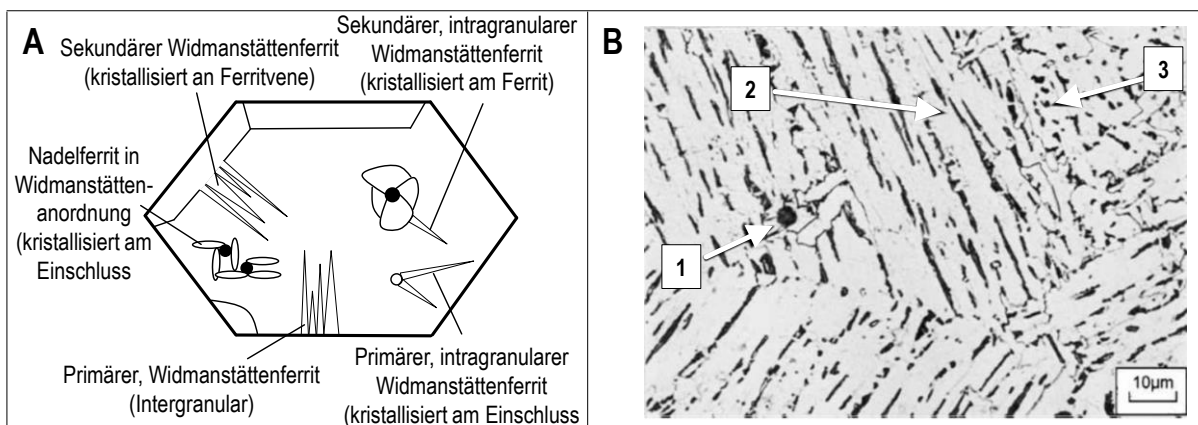 A
Sekundärer Widmanstättenferrit
(kristallisiert an Ferritvene)
Sekundärer, intragranularer
Widmanstättenferrit
(kristallisiert am Ferrit)
Nadelferrit in
Widmanstätten-
anordnung
(kristallisiert am
Einschluss
Primärer, Widmanstättenferrit
(Intergranular)
Primärer, intragranularer
Widmanstättenferrit
(kristallisiert am Einschluss
B
2
3
1
10µm